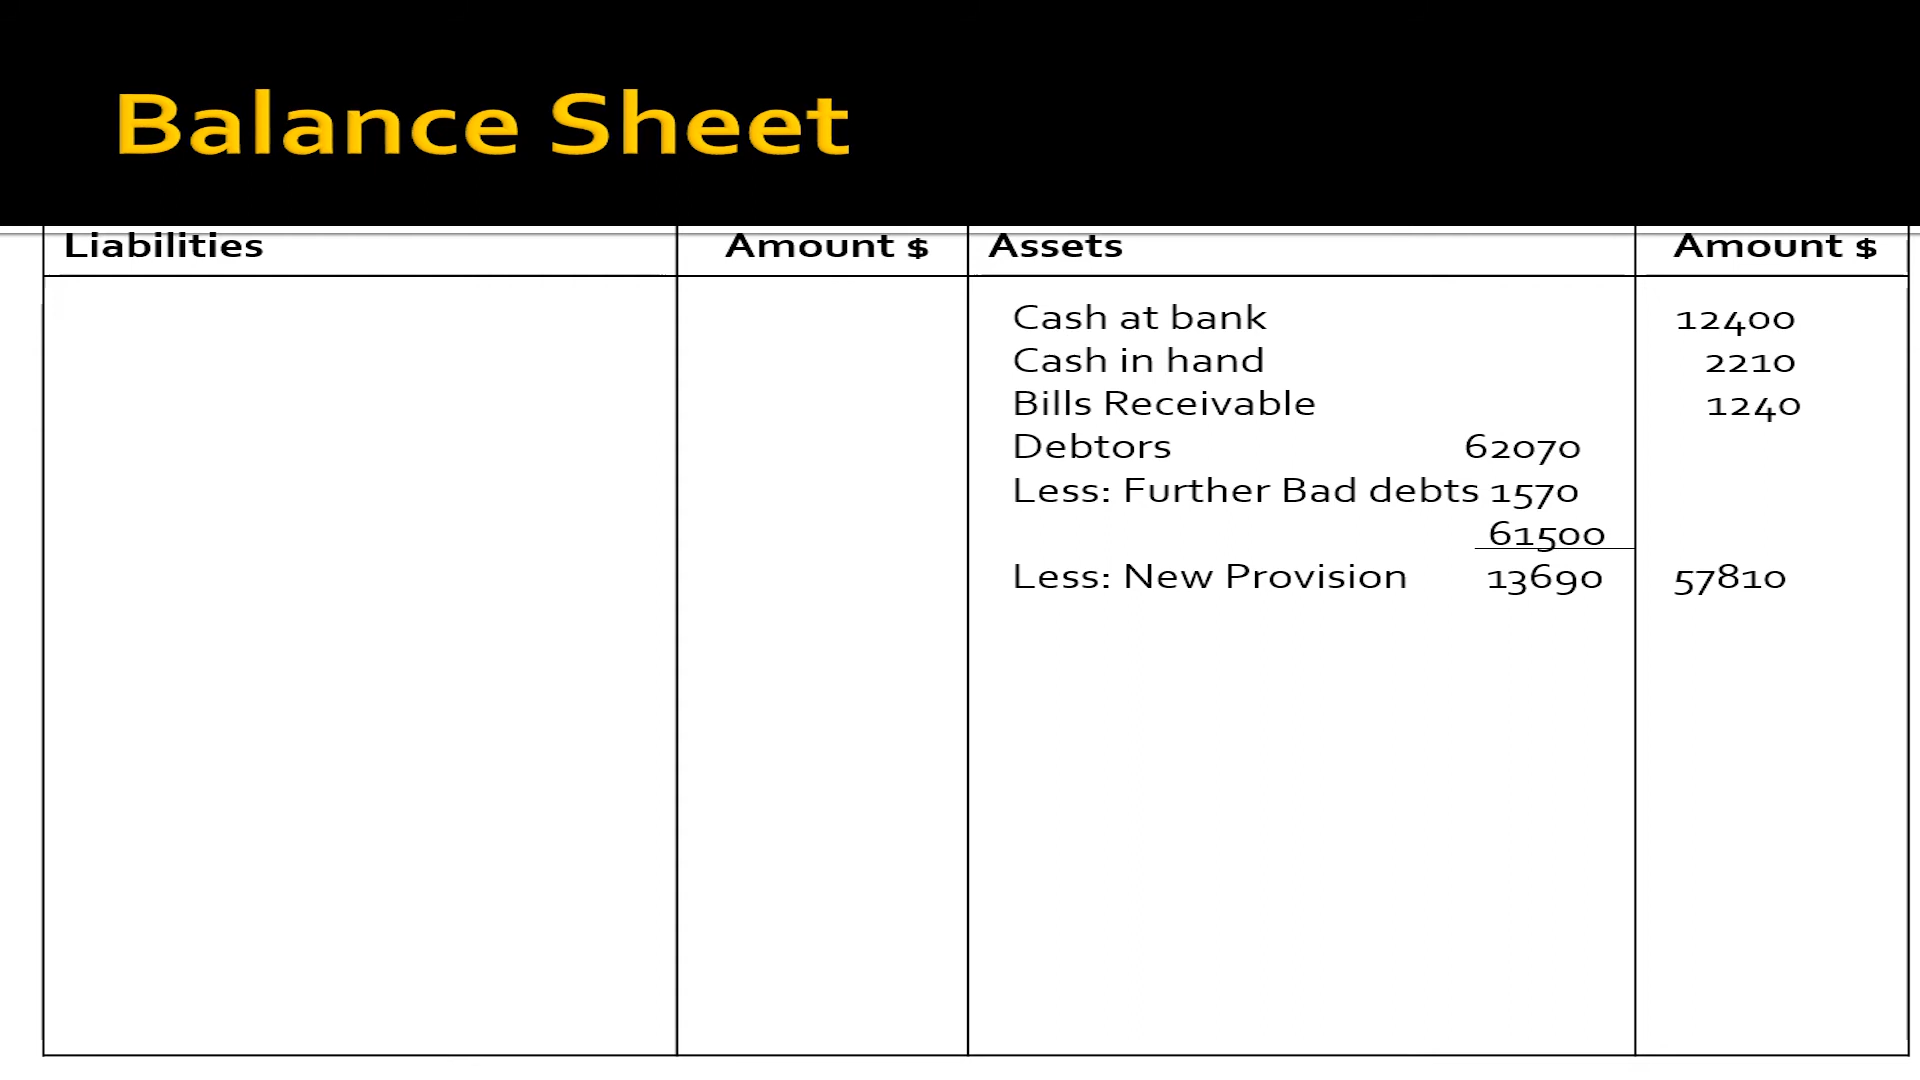 Balance Sheet
Liabilities Amount $ Assets Amount $
Cash at bank 12400
Cash in hand 2210
Bills Receivable 1240
Debtors 62070
Less: Further Bad debts 1570
61500
Less: New Provision 13690 57810